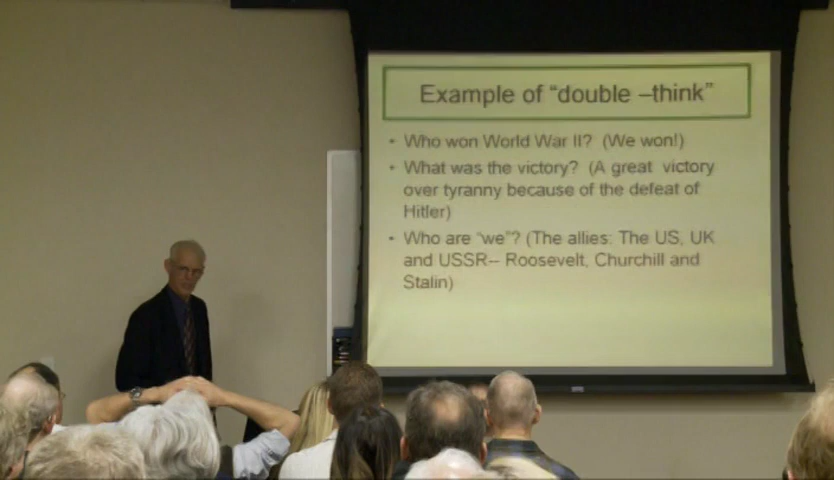 Example of “double –think”
• Who won World War II? (We won!)
• What was the victory? (A great victory
over tyranny because of the defeat of
Hitler)
• Who are “we”? (The allies: The US, UK
and USSR-- Roosevelt, Churchill and
Stalin)